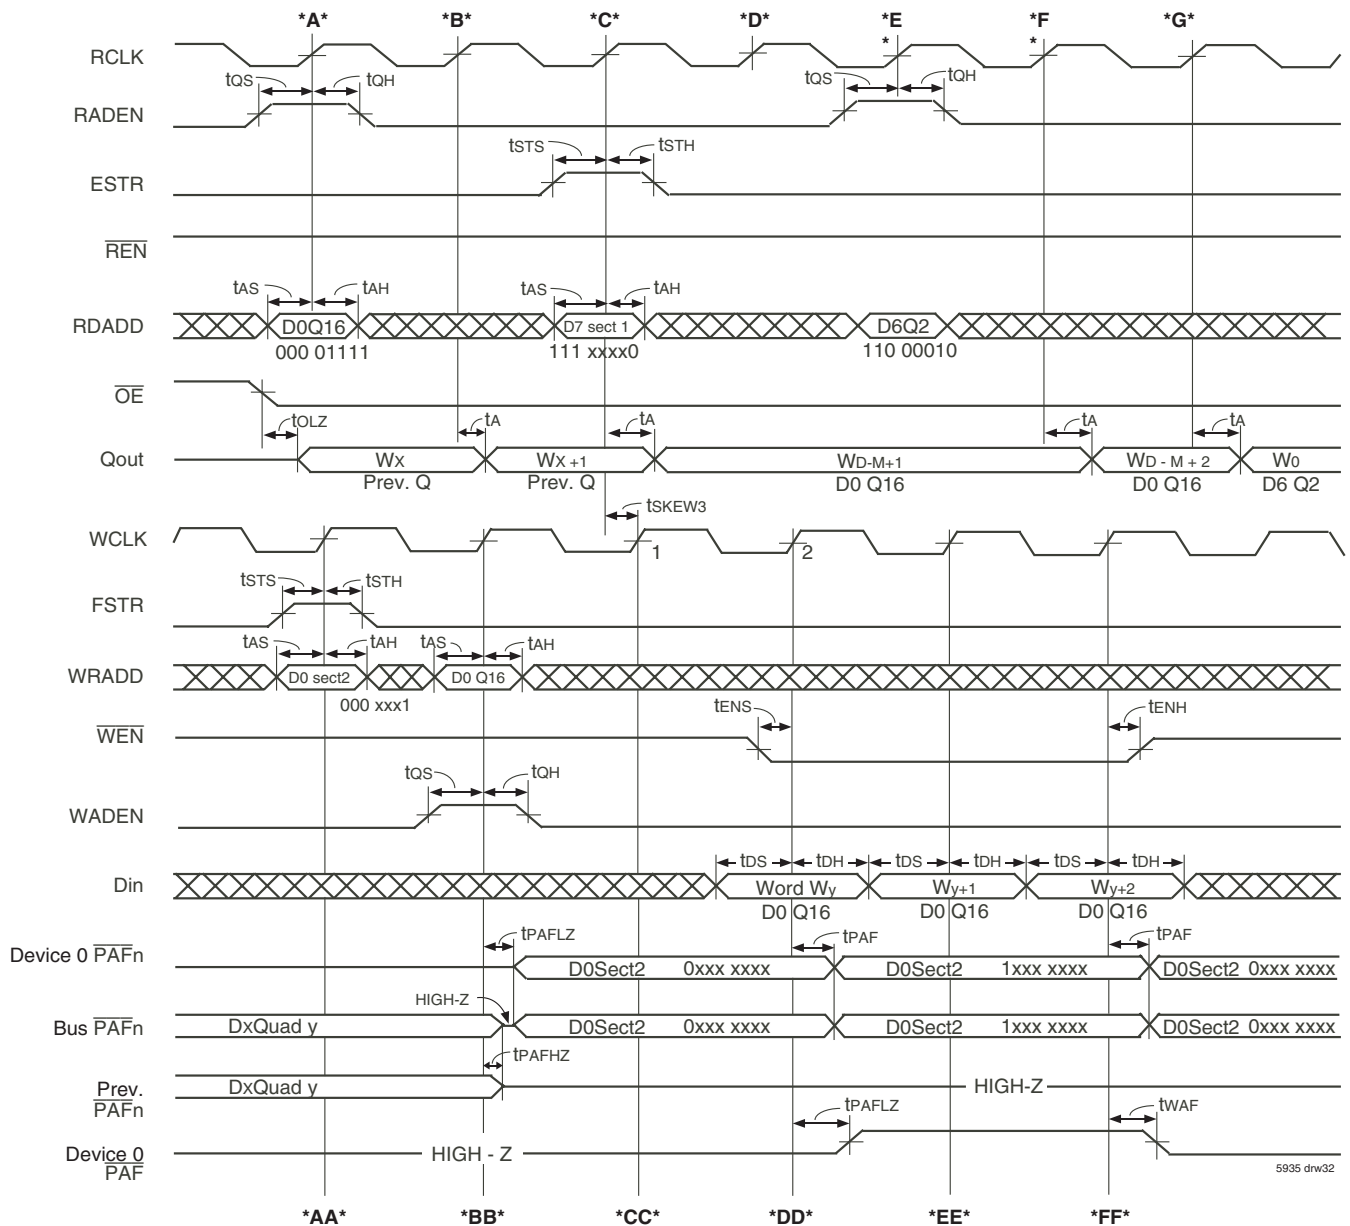 *A* *B* *C* *D* *E *F *G*
* *
RCLK
tQS tQH tQS tQH
RADEN
tSTS tSTH
ESTR
REN
tAS tAH tAS tAH
RDADD D0Q16 D7 sect 1 D6Q2
000 01111 111 xxxx0 110 00010
OE
tOLZ tA tA tA tA
Qout WX WX +1 WD-M+1 WD - M + 2 W0
Prev. Q Prev. Q D0 Q16 D0 Q16 D6 Q2
tSKEW3
WCLK 1 2
tSTS tSTH
FSTR
tAS tAH tAS tAH
WRADD D0 sect2 D0 Q16
000 xxx1
tENS tENH
WEN
tQS tQH
WADEN
tDS tDH tDS tDH tDS tDH
Din Word Wy Wy+1 Wy+2
D0 Q16 D0 Q16 D0 Q16
tPAFLZ tPAF tPAF
Device 0 PAFn D0Sect2 0xxx xxxx D0Sect2 1xxx xxxx D0Sect2 0xxx xxxx
HIGH-Z
Bus PAFn DxQuad y D0Sect2 0xxx xxxx D0Sect2 1xxx xxxx D0Sect2 0xxx xxxx
tPAFHZ
Prev. DxQuad y HIGH-Z
PAFn
tPAFLZ tWAF
Device 0 HIGH - Z
PAF
5935 drw32
*AA* *BB* *CC* *DD* *EE* *FF*